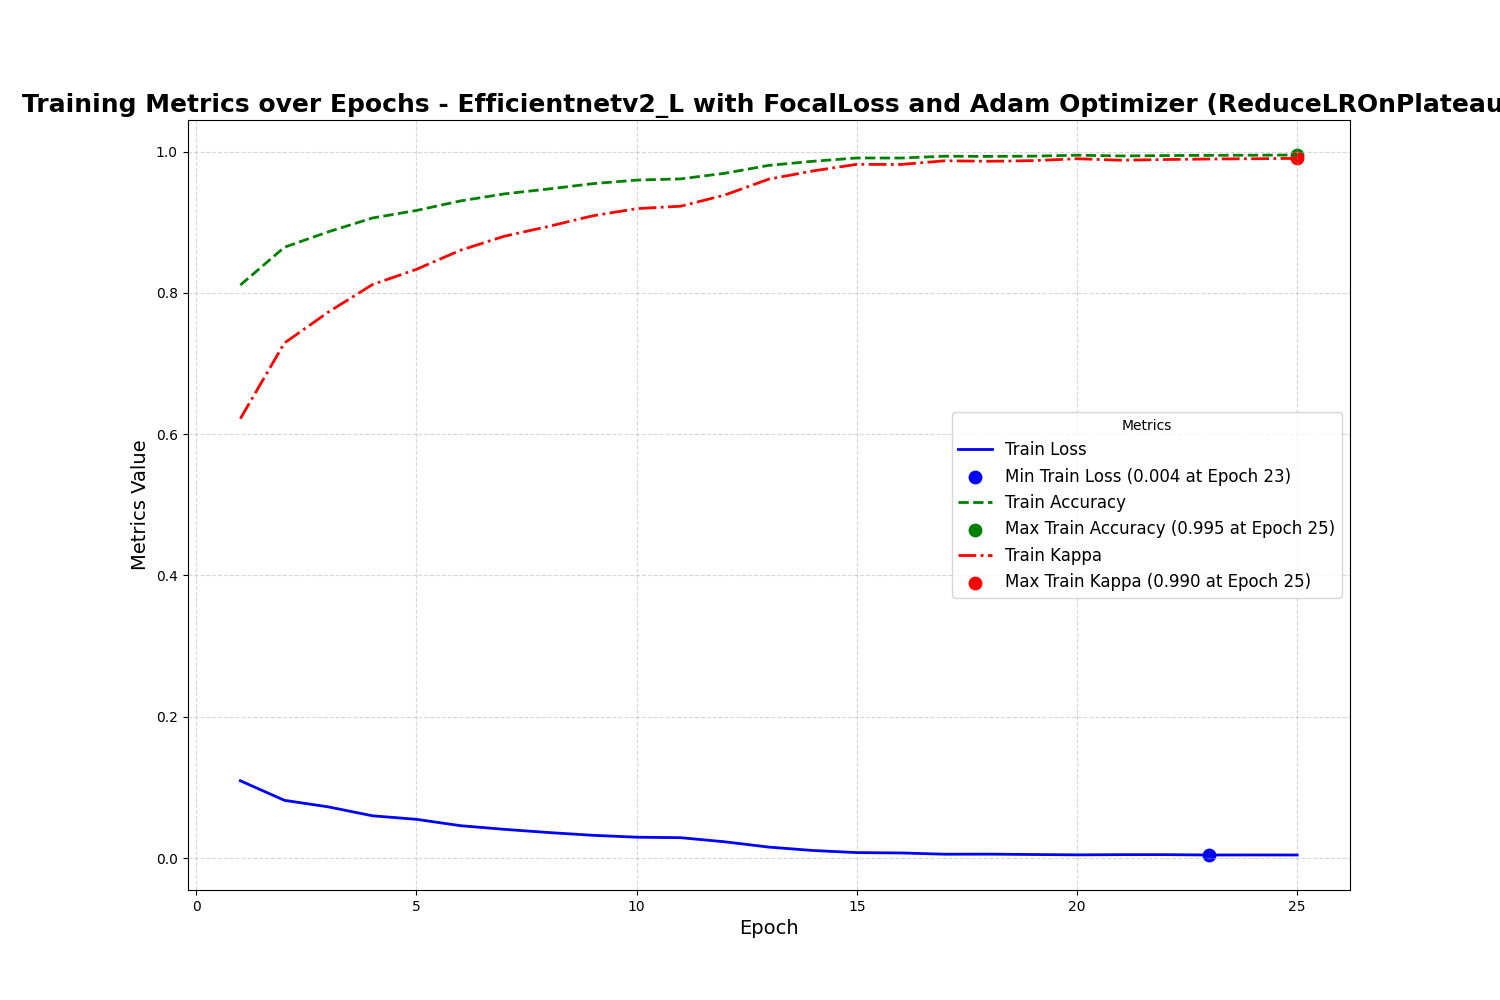 Training Metrics over Epochs - Efficientnetv2_L with FocalLoss and Adam Optimizer (ReduceLROnPlateau
1.0
0.8
0.6
0.4
0.2
0.0
Metrics Value
Metrics
Train Loss
Min Train Loss (0.004 at Epoch 23)
Train Accuracy
Max Train Accuracy (0.995 at Epoch 25)
Train Kappa
Max Train Kappa (0.990 at Epoch 25)
0 5 10 15 20 25
Epoch